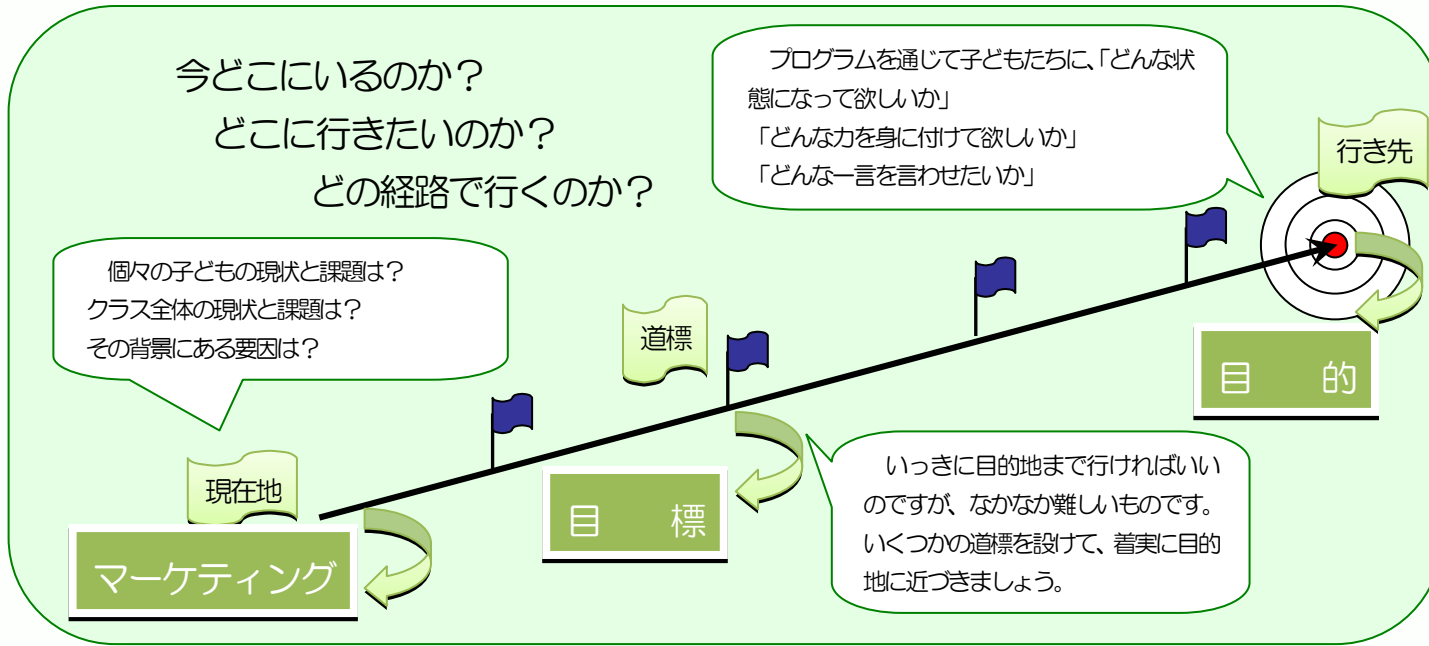 今どこにいるのか？
どこに行きたいのか？
どの経路で行くのか？
プログラムを通じて子どもたちに、「どんな状
態になって欲しいか」
「どんな力を身に付けて欲しいか」
「どんな一言を言わせたいか」
行き先
個々の子どもの現状と課題は？
クラス全体の現状と課題は？
その背景にある要因は？
道標
目　的
現在地
目　標
いっきに目的地まで行ければいい
のですが、なかなか難しいものです。
いくつかの道標を設けて、着実に目的
地に近づきましょう。
マーケティング